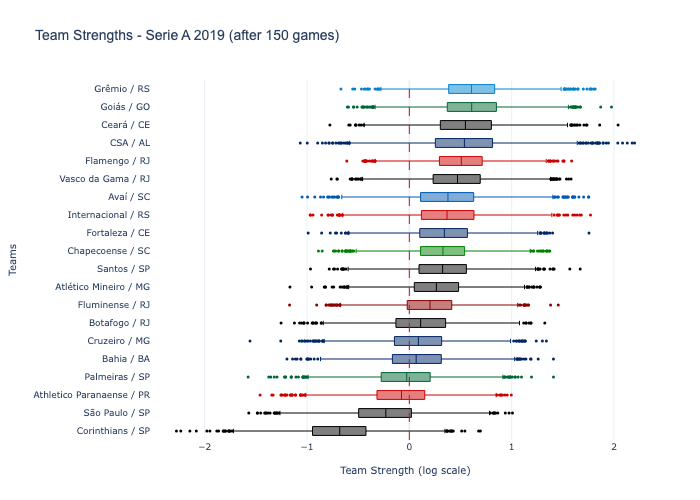 Team Strengths - Serie A 2019 (after 150 games)
Grêmio / RS
Goiás / GO
Ceará / CE
CSA / AL
Flamengo / RJ
Vasco da Gama / RJ
Avaí / SC
Internacional / RS
Fortaleza / CE
Chapecoense / SC
Santos / SP
Atlético Mineiro / MG
Fluminense / RJ
Botafogo / RJ
Cruzeiro / MG
Bahia / BA
Palmeiras / SP
Athletico Paranaense / PR
São Paulo / SP
Corinthians / SP
Teams
−2 −1 0 1 2
Team Strength (log scale)